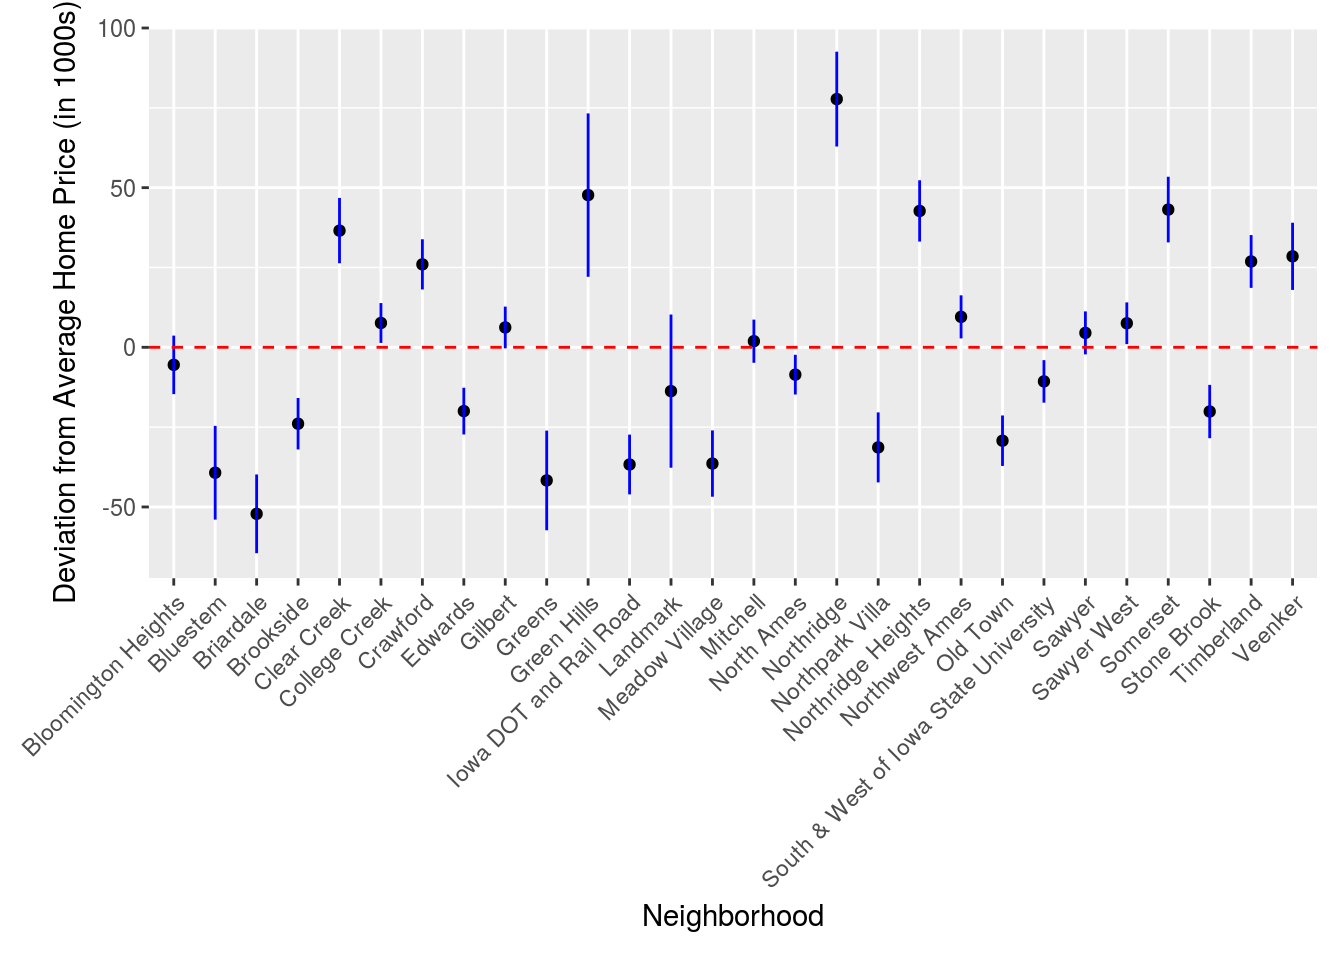 Deviation from Average Home Price (in 1000s)
100
50
0
-50
Bloomington Heights
Bluestem
Briardale
Brookside
Clear Creek
College Creek
Crawford
Edwards
Gilbert
Greens
Green Hills
Iowa DOT and Rail Road
Landmark
Meadow Village
Mitchell
North Ames
Northridge
Northpark Villa
Northridge Heights
Northwest Ames
Old Town
South & West of Iowa State University
Sawyer
Sawyer West
Somerset
Stone Brook
Timberland
Veenker
Neighborhood